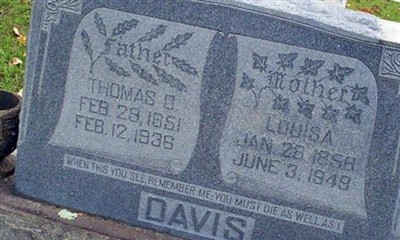 Father
THOMAS O
FEB 28, 1851
FEB. 12, 1936
Mother
LOUISA
JAN. 26 1858
JUNE 3, 1949
WHEN THIS YOU SEE, REMEMBER ME; YOU MUST DIE AS WELL AS I
DAVIS